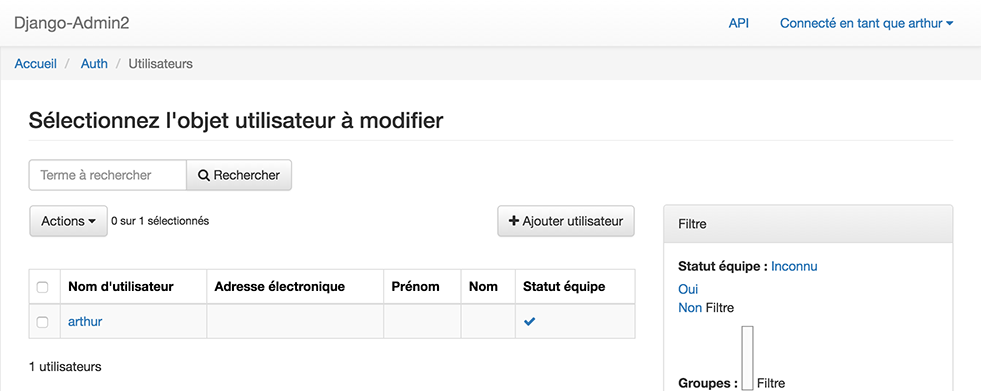 Django-Admin2 API Connecté en tant que arthur
Accueil / Auth / Utilisateurs
Sélectionnez l'objet utilisateur à modifier
Terme à rechercher Rechercher
Actions 0 sur 1 sélectionnés Ajouter utilisateur
Filtre
Nom d'utilisateur Adresse électronique Prénom Nom Statut équipe
arthur
1 utilisateurs
Statut équipe : Inconnu
Oui
Non Filtre
Groupes : Filtre